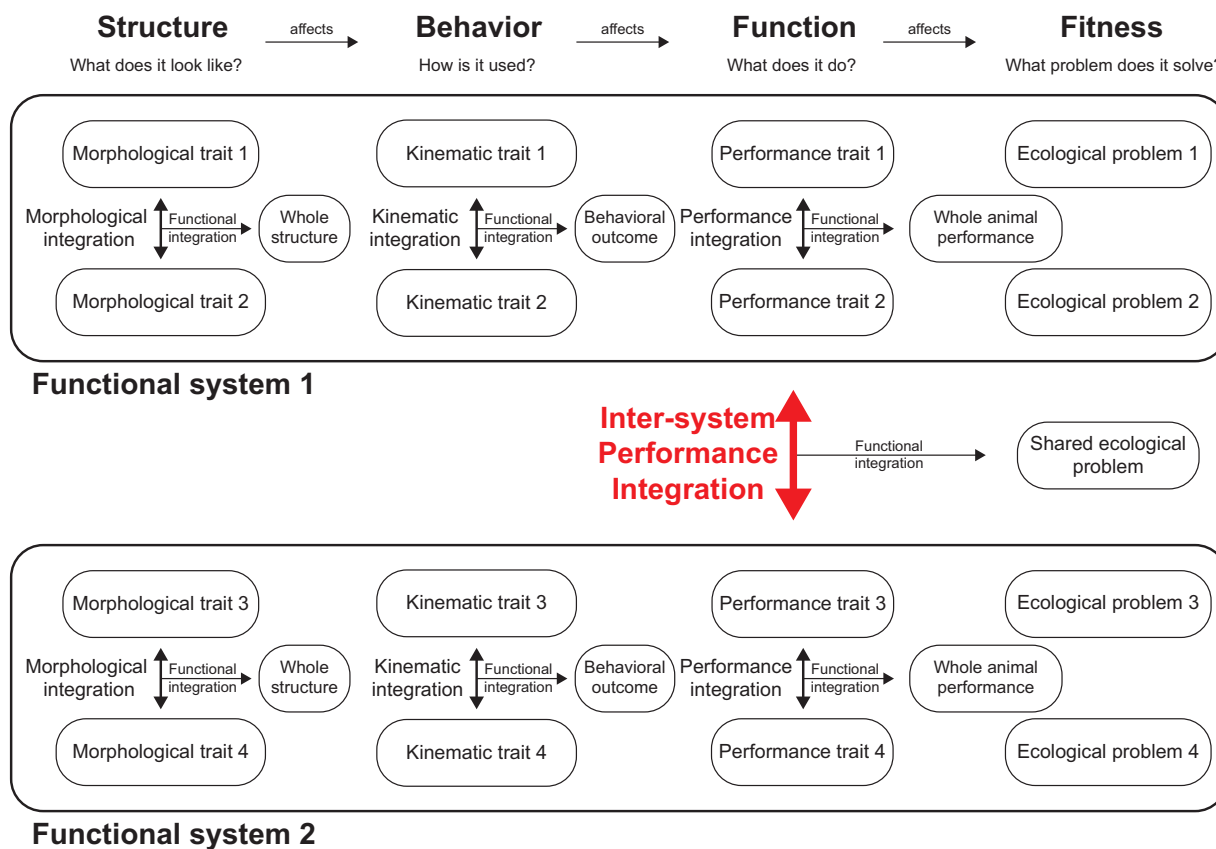 Structure affects Behavior affects Function affects Fitness
What does it look like? How is it used? What does it do? What problem does it solve?
Morphological trait 1 Kinematic trait 1 Performance trait 1 Ecological problem 1
Morphological
integration
Functional
integration
Whole
structure
Kinematic
integration
Functional
integration
Behavioral
outcome
Performance
integration
Functional
integration
Whole animal
performance
Morphological trait 2 Kinematic trait 2 Performance trait 2 Ecological problem 2
Functional system 1
Inter-system
Performance
Integration
Functional
integration
Shared ecological
problem
Morphological trait 3 Kinematic trait 3 Performance trait 3 Ecological problem 3
Morphological
integration
Functional
integration
Whole
structure
Kinematic
integration
Functional
integration
Behavioral
outcome
Performance
integration
Functional
integration
Whole animal
performance
Morphological trait 4 Kinematic trait 4 Performance trait 4 Ecological problem 4
Functional system 2